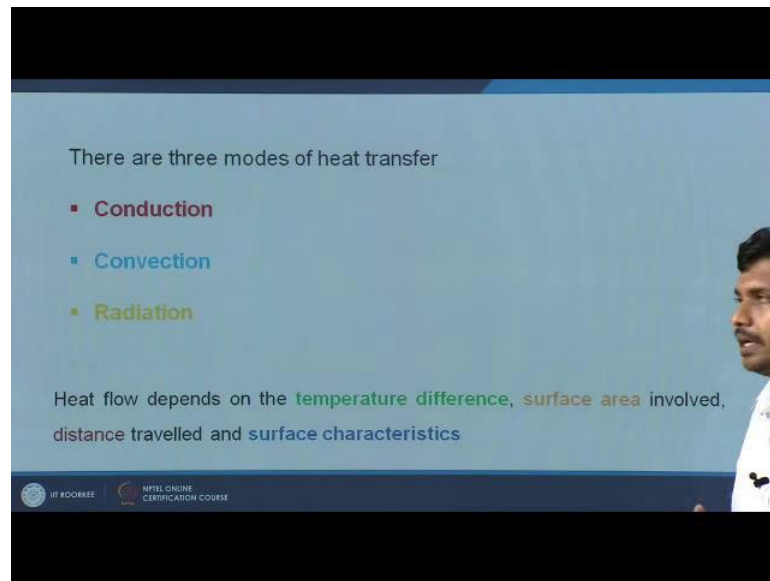 There are three modes of heat transfer
▪ Conduction
▪ Convection
▪ Radiation
Heat flow depends on the temperature difference, surface area involved,
distance travelled and surface characteristics
IIT ROORKEE
NPTEL ONLINE
CERTIFICATION COURSE